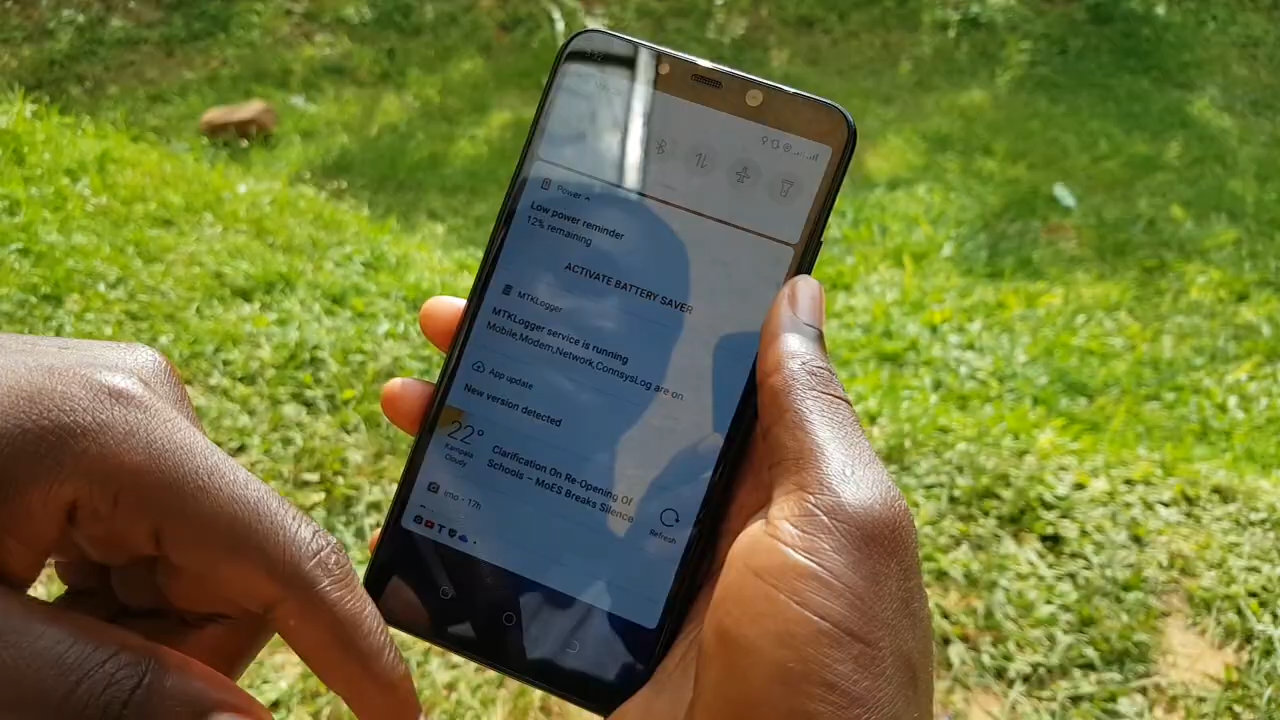 Power
Low power reminder
12% remaining
ACTIVATE BATTERY SAVER
MTKLogger
MTKLogger service is running
Mobile,Modem,Network,ConnsysLog are on
App update
New version detected
22°
Kampala
Cloudy
Clarification On Re-Opening Of
Schools – MoES Breaks Silence
Refresh
imo • 17h